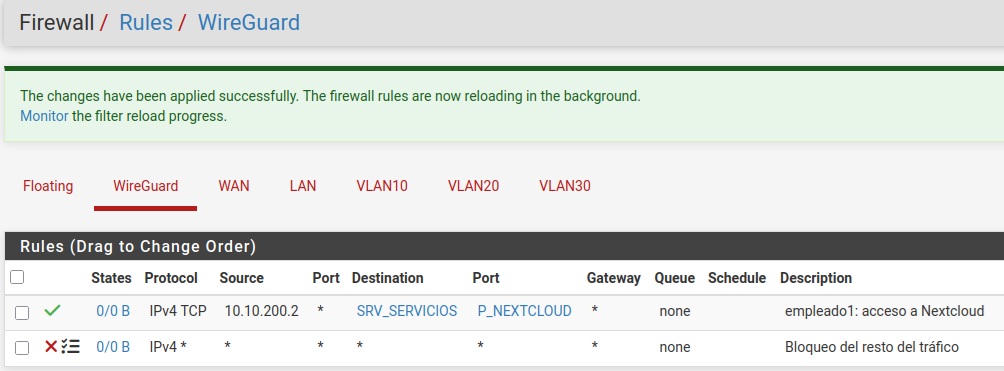 Firewall / Rules / WireGuard
The changes have been applied successfully. The firewall rules are now reloading in the background.
Monitor the filter reload progress.
Floating WireGuard WAN LAN VLAN10 VLAN20 VLAN30
Rules (Drag to Change Order)
States Protocol Source Port Destination Port Gateway Queue Schedule Description
0/0 B IPv4 TCP 10.10.200.2 * SRV_SERVICIOS P_NEXTCLOUD * none empleado1: acceso a Nextcloud
0/0 B IPv4 * * * * * * none Bloqueo del resto del tráfico